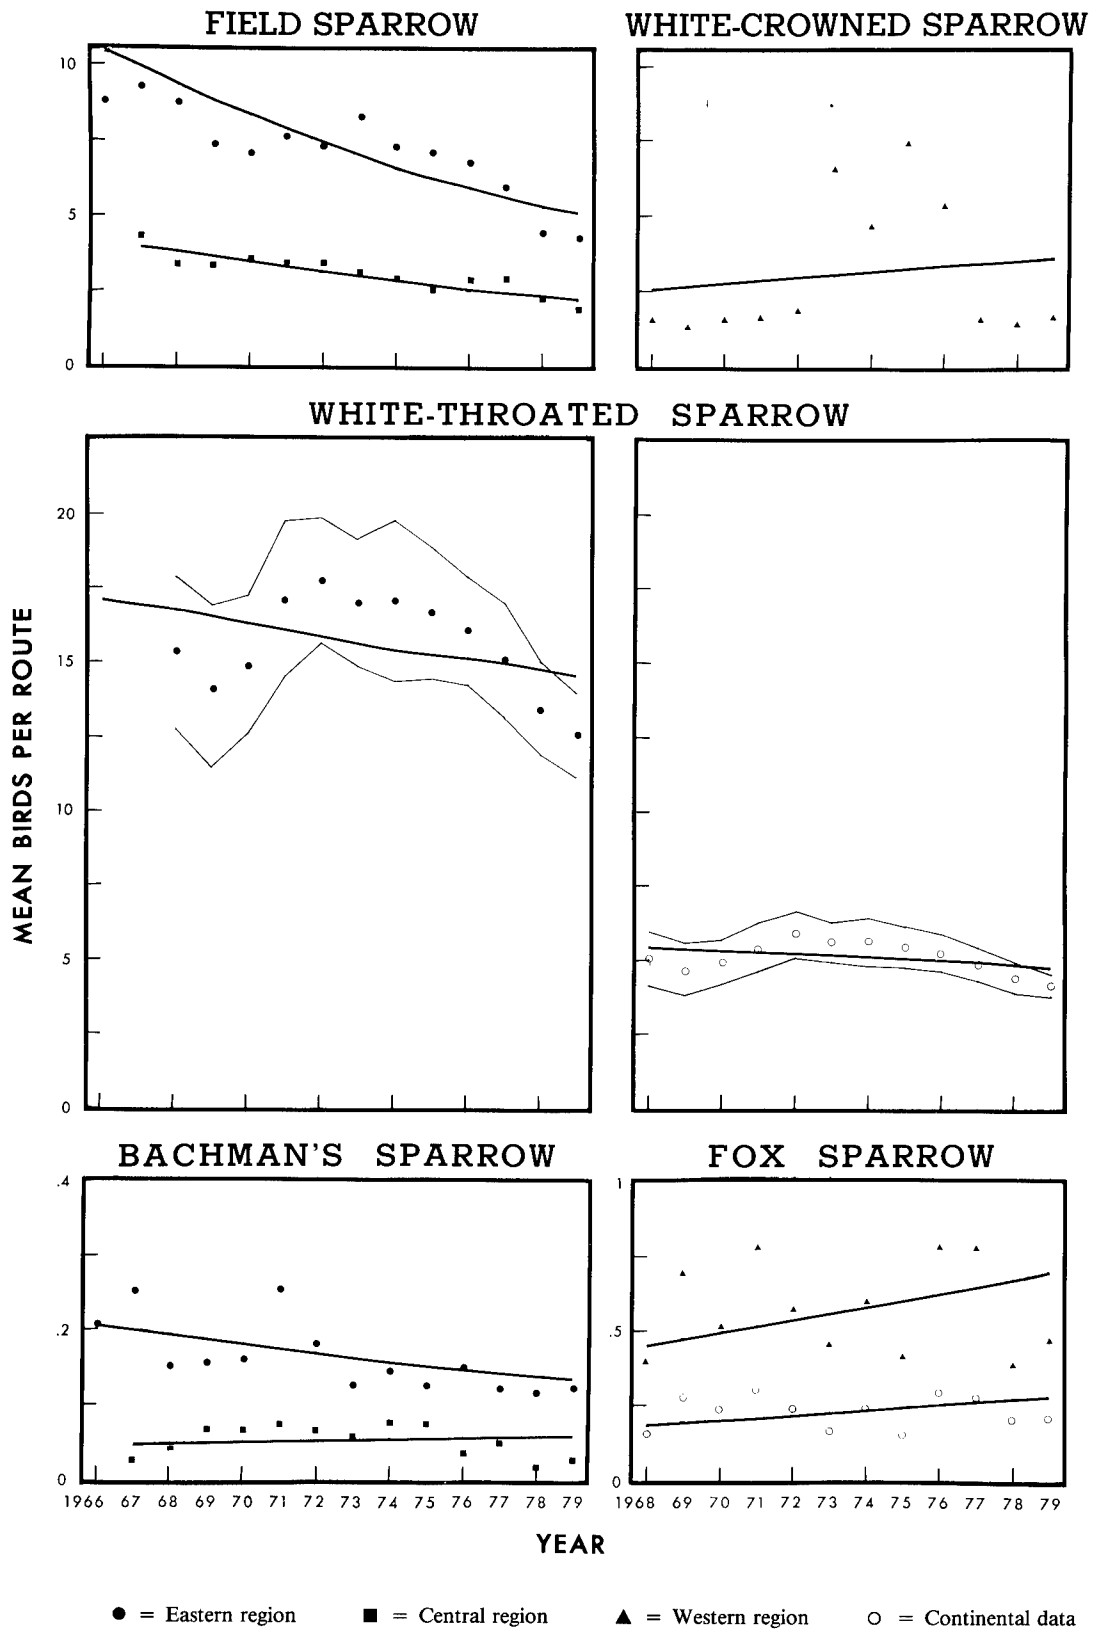 FIELD SPARROW
WHITE-CROWNED SPARROW
10
5
0
WHITE-THROATED SPARROW
20
15
10
5
0
MEAN BIRDS PER ROUTE
BACHMAN'S SPARROW
FOX SPARROW
.4
.2
0
1
.5
0
1966 67 68 69 70 71 72 73 74 75 76 77 78 79
1968 69 70 71 72 73 74 75 76 77 78 79
YEAR
● = Eastern region ■ = Central region ▲ = Western region ○ = Continental data